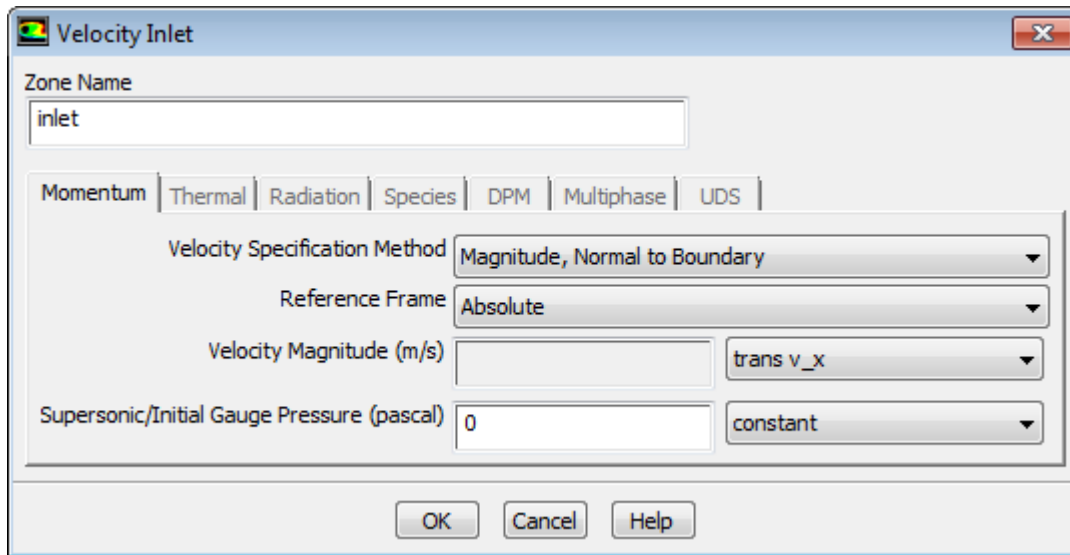 Velocity Inlet
Zone Name
inlet
Momentum Thermal Radiation Species DPM Multiphase UDS
Velocity Specification Method Magnitude, Normal to Boundary
Reference Frame Absolute
Velocity Magnitude (m/s) trans v_x
Supersonic/Initial Gauge Pressure (pascal) 0 constant
OK Cancel Help